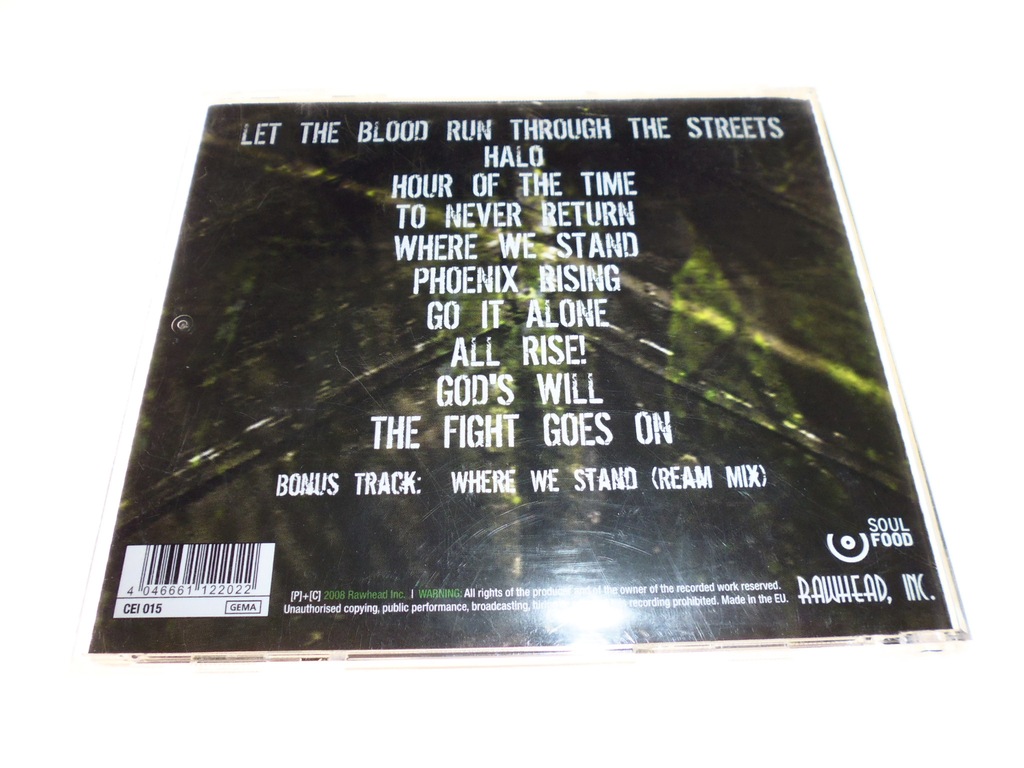 LET THE BLOOD RUN THROUGH THE STREETS
HALO
HOUR OF THE TIME
TO NEVER RETURN
WHERE WE STAND
PHOENIX RISING
GO IT ALONE
ALL RISE!
GOD'S WILL
THE FIGHT GOES ON
BONUS TRACK: WHERE WE STAND (REAM MIX)
SOUL
FOOD
4 046661 122022
CEI 015
GEMA
[P]+[C] 2008 Rawhead Inc. | WARNING: All rights of the producer and of the owner of the recorded work reserved.
Unauthorised copying, public performance, broadcasting, recording prohibited. Made in the EU.
RAWHEAD, INC.